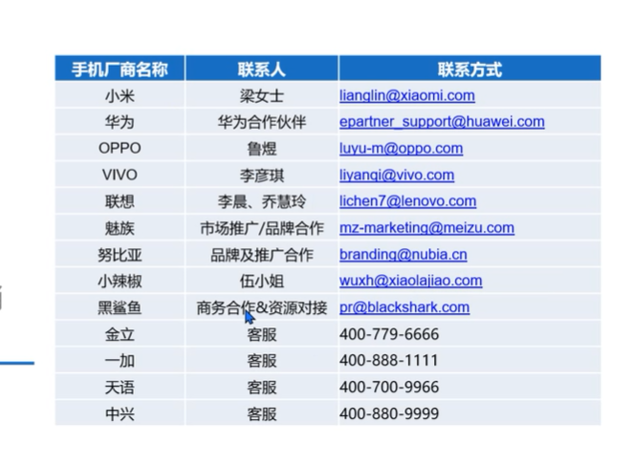 手机厂商名称 联系人 联系方式
小米 梁女士 lianglin@xiaomi.com
华为 华为合作伙伴 epartner_support@huawei.com
OPPO 鲁煜 luyu-m@oppo.com
VIVO 李彦琪 liyanqi@vivo.com
联想 李晨、乔慧玲 lichen7@lenovo.com
魅族 市场推广/品牌合作 mz-marketing@meizu.com
努比亚 品牌及推广合作 branding@nubia.cn
小辣椒 伍小姐 wuxh@xiaolajiao.com
黑鲨鱼 商务合作&资源对接 pr@blackshark.com
金立 客服 400-779-6666
一加 客服 400-888-1111
天语 客服 400-700-9966
中兴 客服 400-880-9999